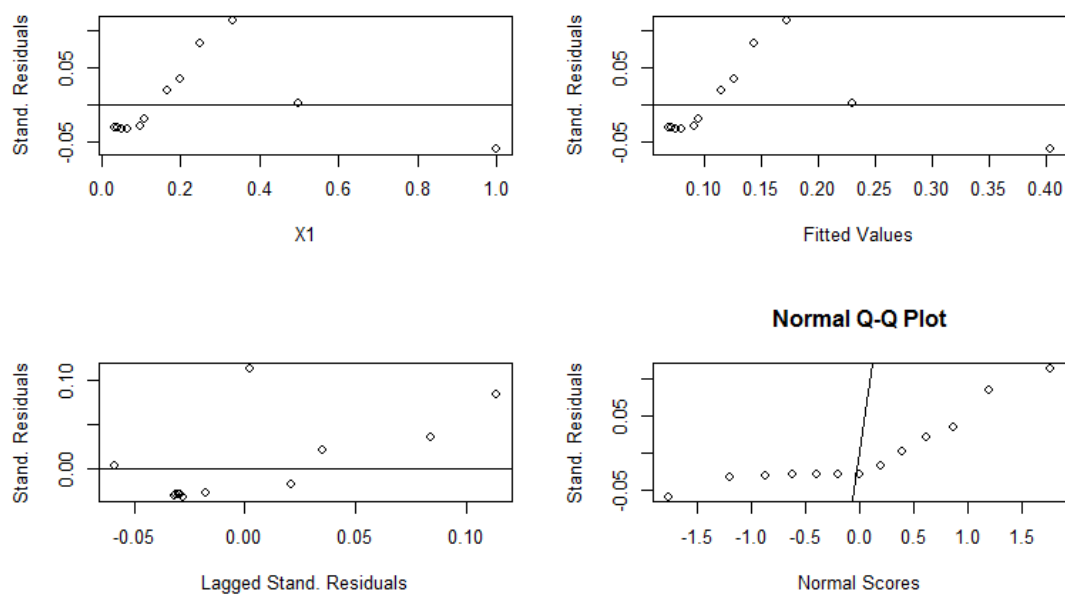 Stand. Residuals
0.05
-0.05
0.0 0.2 0.4 0.6 0.8 1.0
X1
Stand. Residuals
0.05
-0.05
0.10 0.15 0.20 0.25 0.30 0.35 0.40
Fitted Values
Stand. Residuals
0.10
0.00
-0.05 0.00 0.05 0.10
Lagged Stand. Residuals
Normal Q-Q Plot
Stand. Residuals
0.05
-0.05
-1.5 -1.0 -0.5 0.0 0.5 1.0 1.5
Normal Scores